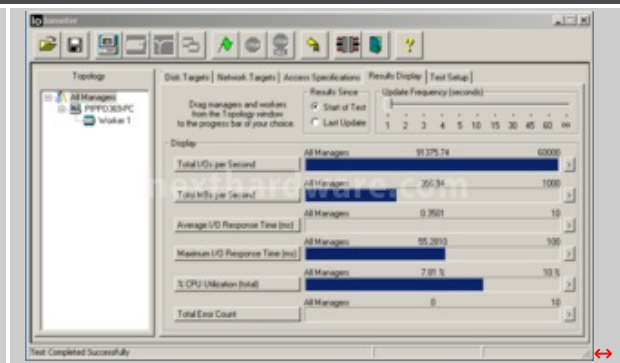 Iometer
Topology
All Managers
PIPPO369-PC
Worker 1
Disk Targets
Network Targets
Access Specifications
Results Display
Test Setup
Drag managers and workers
from the Topology window
to the progress bar of your choice.
Results Since
Start of Test
Last Update
Update Frequency (seconds)
1 2 3 4 5 10 15 30 45 60 ∞
Display
All Managers 91375.74 60000
Total I/Os per Second
All Managers 1000
Total MBs per Second
All Managers 0.3501 10
Average I/O Response Time (ms)
All Managers 55.2810 100
Maximum I/O Response Time (ms)
All Managers 7.81 % 10 %
% CPU Utilization (total)
All Managers 0 10
Total Error Count
nexthardware.com
Test Completed Successfully